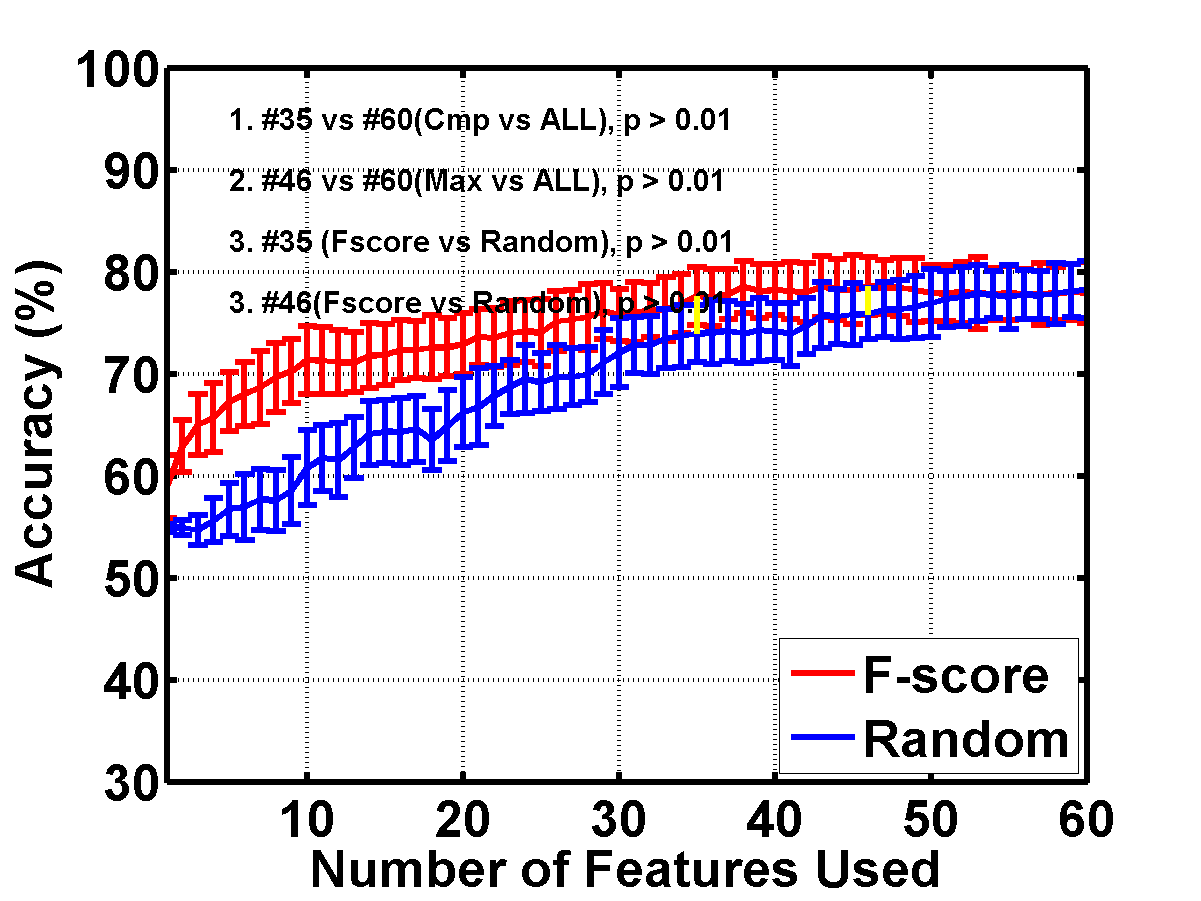 100
1. #35 vs #60(Cmp vs ALL), p > 0.01
90
2. #46 vs #60(Max vs ALL), p > 0.01
3. #35 (Fscore vs Random), p > 0.01
80
3. #46(Fscore vs Random), p > 0.01
70
60
50
40
30
Accuracy (%)
F-score
Random
10 20 30 40 50 60
Number of Features Used